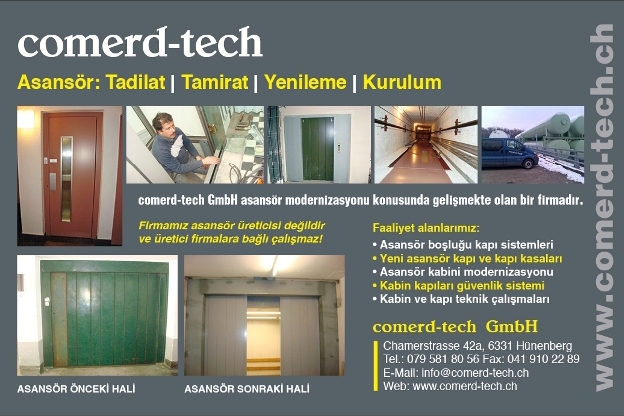 comerd-tech
Asansör: Tadilat | Tamirat | Yenileme | Kurulum
comerd-tech GmbH asansör modernizasyonu konusunda gelişmekte olan bir firmadır.
Firmamız asansör üreticisi değildir
ve üretici firmalara bağlı çalışmaz!
Faaliyet alanlarımız:
• Asansör boşluğu kapı sistemleri
• Yeni asansör kapı ve kapı kasaları
• Asansör kabini modernizasyonu
• Kabin kapıları güvenlik sistemi
• Kabin ve kapı teknik çalışmaları
comerd-tech GmbH
Chamerstrasse 42a, 6331 Hünenberg
Tel.: 079 581 80 56 Fax: 041 910 22 89
E-Mail: info@comerd-tech.ch
Web: www.comerd-tech.ch
ASANSÖR ÖNCEKİ HALİ
ASANSÖR SONRAKİ HALİ
www.comerd-tech.ch